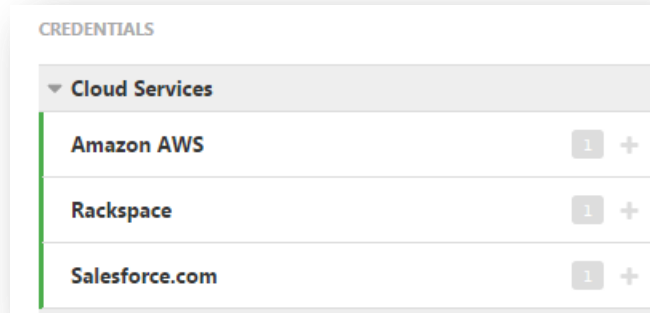 CREDENTIALS
Cloud Services
Amazon AWS 1 +
Rackspace 1 +
Salesforce.com 1 +